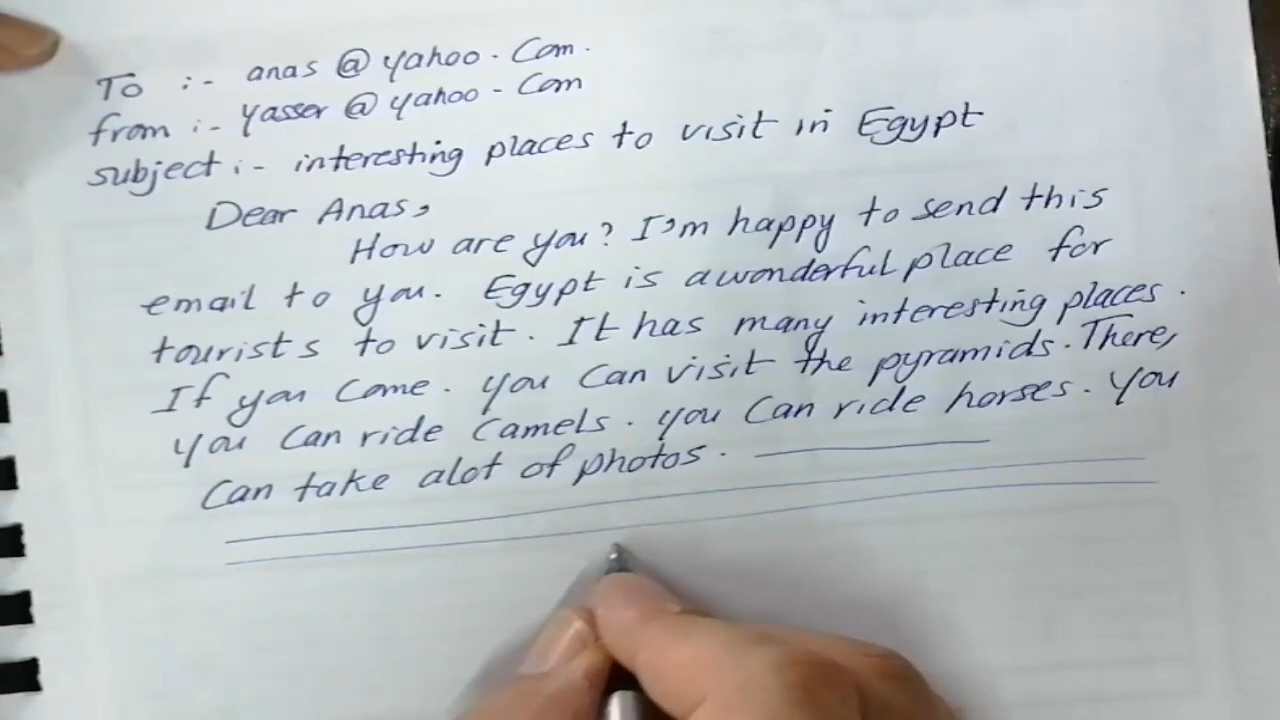 To :- anas @ yahoo - Com.
from :- yasser @ yahoo - Com
subject :- interesting places to visit in Egypt
Dear Anas,
How are you? I'm happy to send this
email to you. Egypt is a wonderful place for
tourists to visit. It has many interesting places.
If you come. you can visit the pyramids. There,
you can ride camels. you can ride horses. You
can take alot of photos.